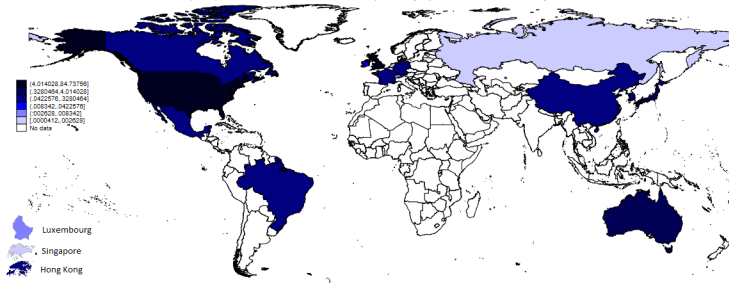 (4.014028,84.73756]
(.3280464,4.014028]
(.0422576,.3280464]
(.008342,.0422576]
(.002628,.008342]
[.0000412,.002628]
No data
Luxembourg
Singapore
Hong Kong